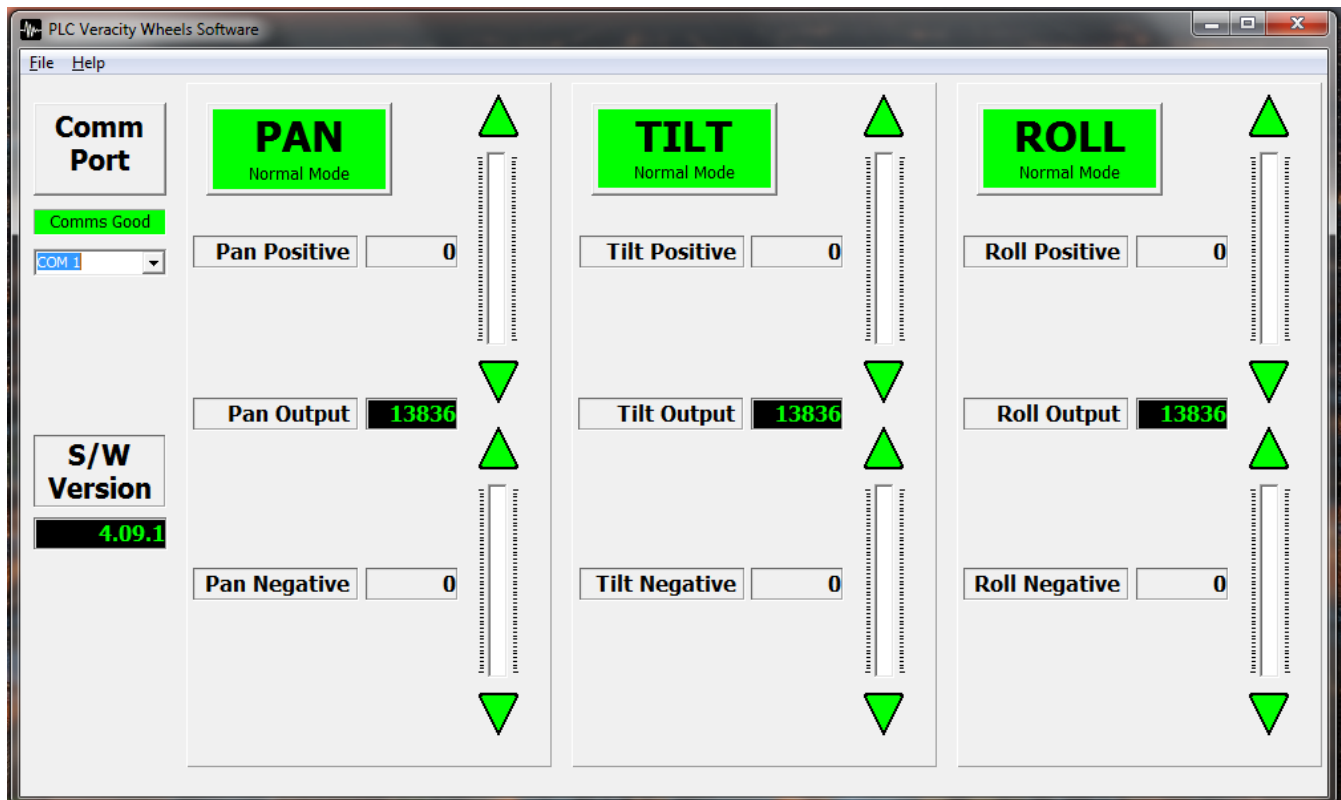 PLC Veracity Wheels Software
File Help
Comm
Port
Comms Good
COM 1
S/W
Version
4.09.1
PAN
Normal Mode
Pan Positive 0
Pan Output 13836
Pan Negative 0
TILT
Normal Mode
Tilt Positive 0
Tilt Output 13836
Tilt Negative 0
ROLL
Normal Mode
Roll Positive 0
Roll Output 13836
Roll Negative 0